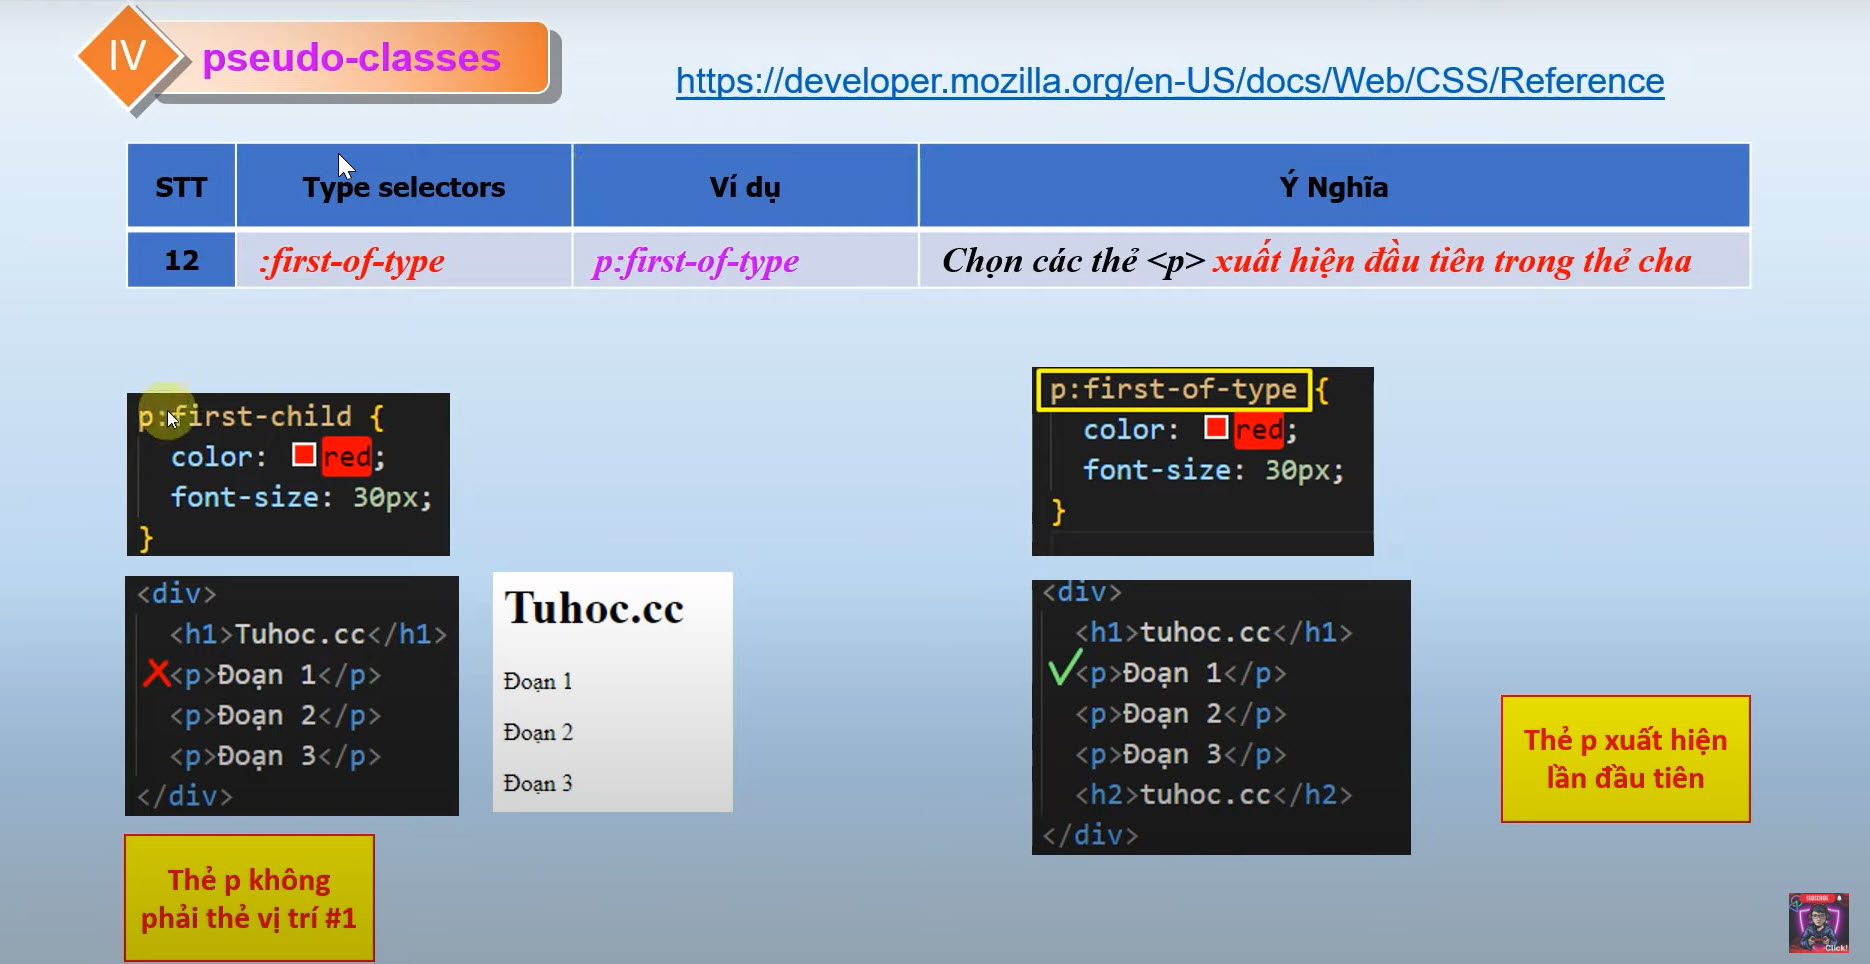 IV
pseudo-classes
https://developer.mozilla.org/en-US/docs/Web/CSS/Reference
STT Type selectors Ví dụ Ý Nghĩa
12 :first-of-type p:first-of-type Chọn các thẻ <p> xuất hiện đầu tiên trong thẻ cha
p:first-child {
color: red;
font-size: 30px;
}
<div>
<h1>Tuhoc.cc</h1>
<p>Đoạn 1</p>
<p>Đoạn 2</p>
<p>Đoạn 3</p>
</div>
Tuhoc.cc
Đoạn 1
Đoạn 2
Đoạn 3
Thẻ p không
phải thẻ vị trí #1
p:first-of-type {
color: red;
font-size: 30px;
}
<div>
<h1>tuhoc.cc</h1>
<p>Đoạn 1</p>
<p>Đoạn 2</p>
<p>Đoạn 3</p>
<h2>tuhoc.cc</h2>
</div>
Thẻ p xuất hiện
lần đầu tiên
SUBSCRIBE
Click!